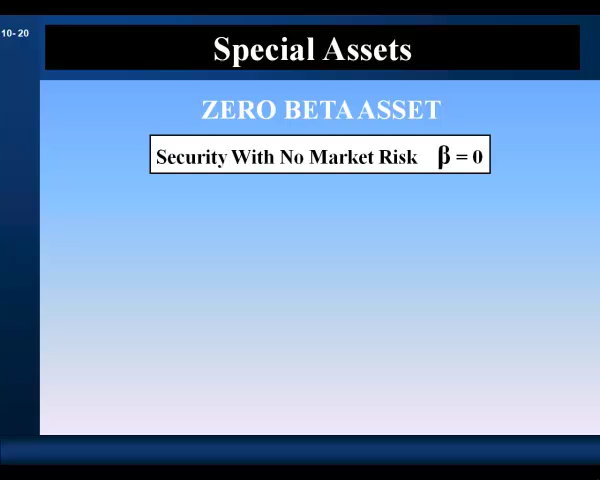 10- 20
Special Assets
ZERO BETA ASSET
Security With No Market Risk β = 0